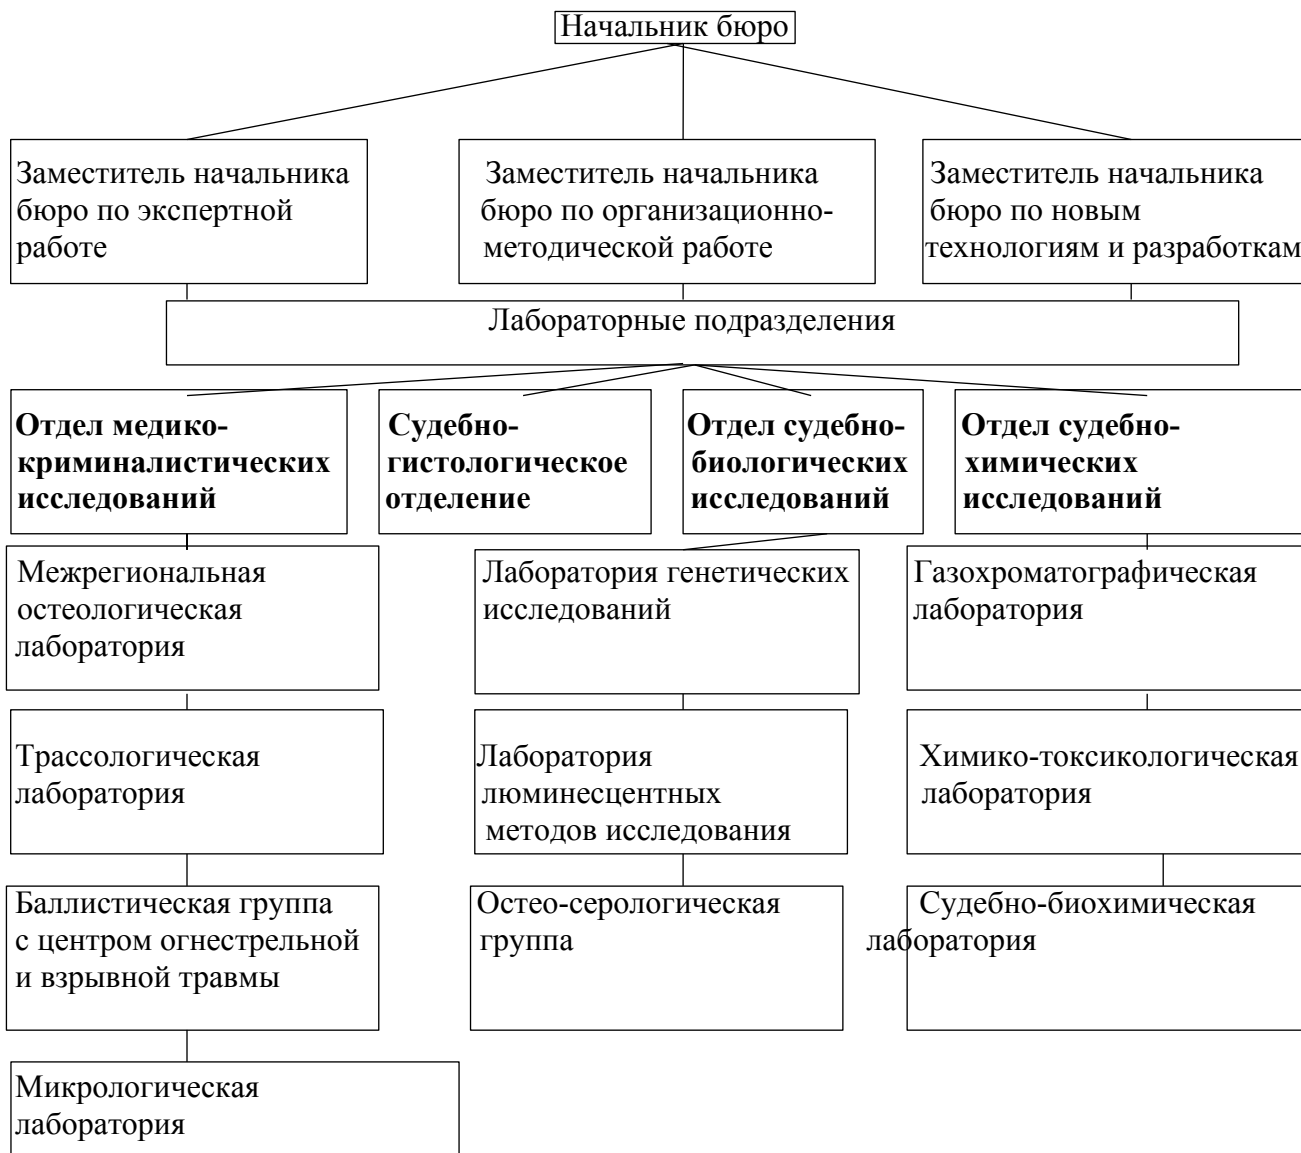 Начальник бюро
Заместитель начальника
бюро по экспертной
работе
Заместитель начальника
бюро по организационно-
методической работе
Заместитель начальника
бюро по новым
технологиям и разработкам
Лабораторные подразделения
Отдел медико-
криминалистических
исследований
Судебно-
гистологическое
отделение
Отдел судебно-
биологических
исследований
Отдел судебно-
химических
исследований
Межрегиональная
остеологическая
лаборатория
Лаборатория генетических
исследований
Газохроматографическая
лаборатория
Трассологическая
лаборатория
Лаборатория
люминесцентных
методов исследования
Химико-токсикологическая
лаборатория
Баллистическая группа
с центром огнестрельной
и взрывной травмы
Остео-серологическая
группа
Судебно-биохимическая
лаборатория
Микрологическая
лаборатория